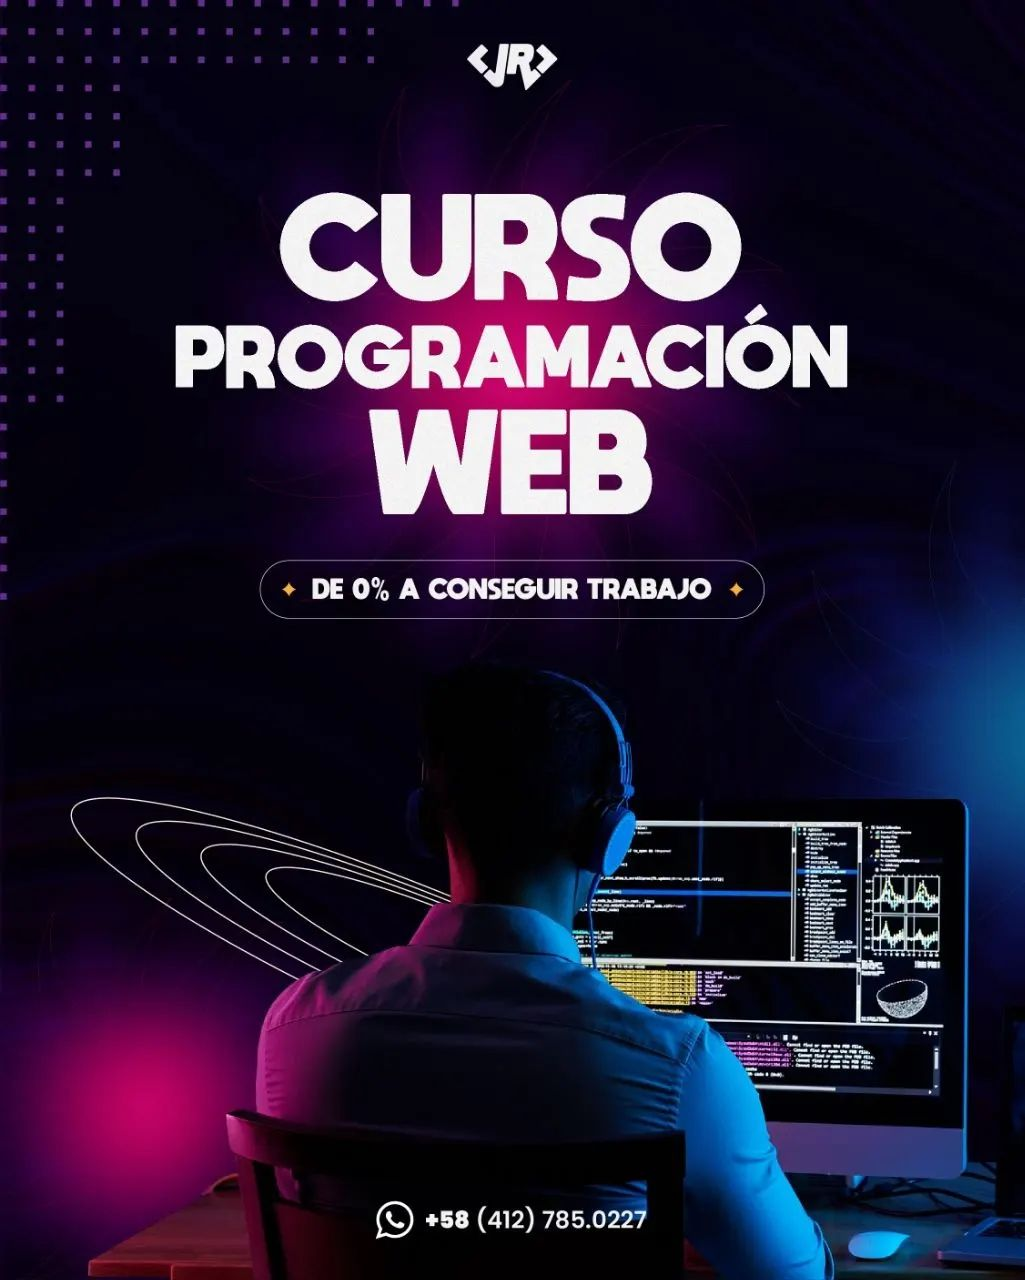 <JR>
CURSO
PROGRAMACIÓN
WEB
DE 0% A CONSEGUIR TRABAJO
+58 (412) 785.0227